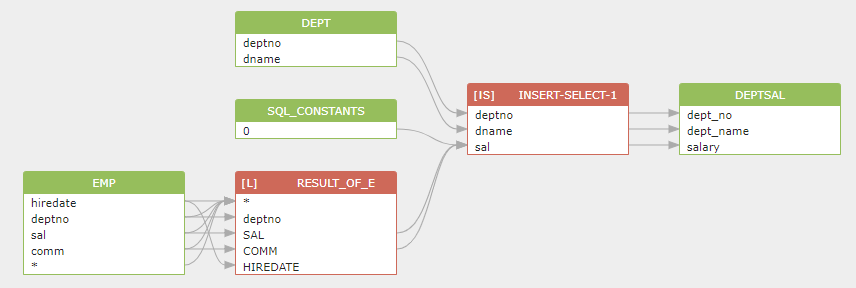 DEPT
deptno
dname
SQL_CONSTANTS
0
EMP
hiredate
deptno
sal
comm
*
[L] RESULT_OF_E
*
deptno
SAL
COMM
HIREDATE
[IS] INSERT-SELECT-1
deptno
dname
sal
DEPTSAL
dept_no
dept_name
salary